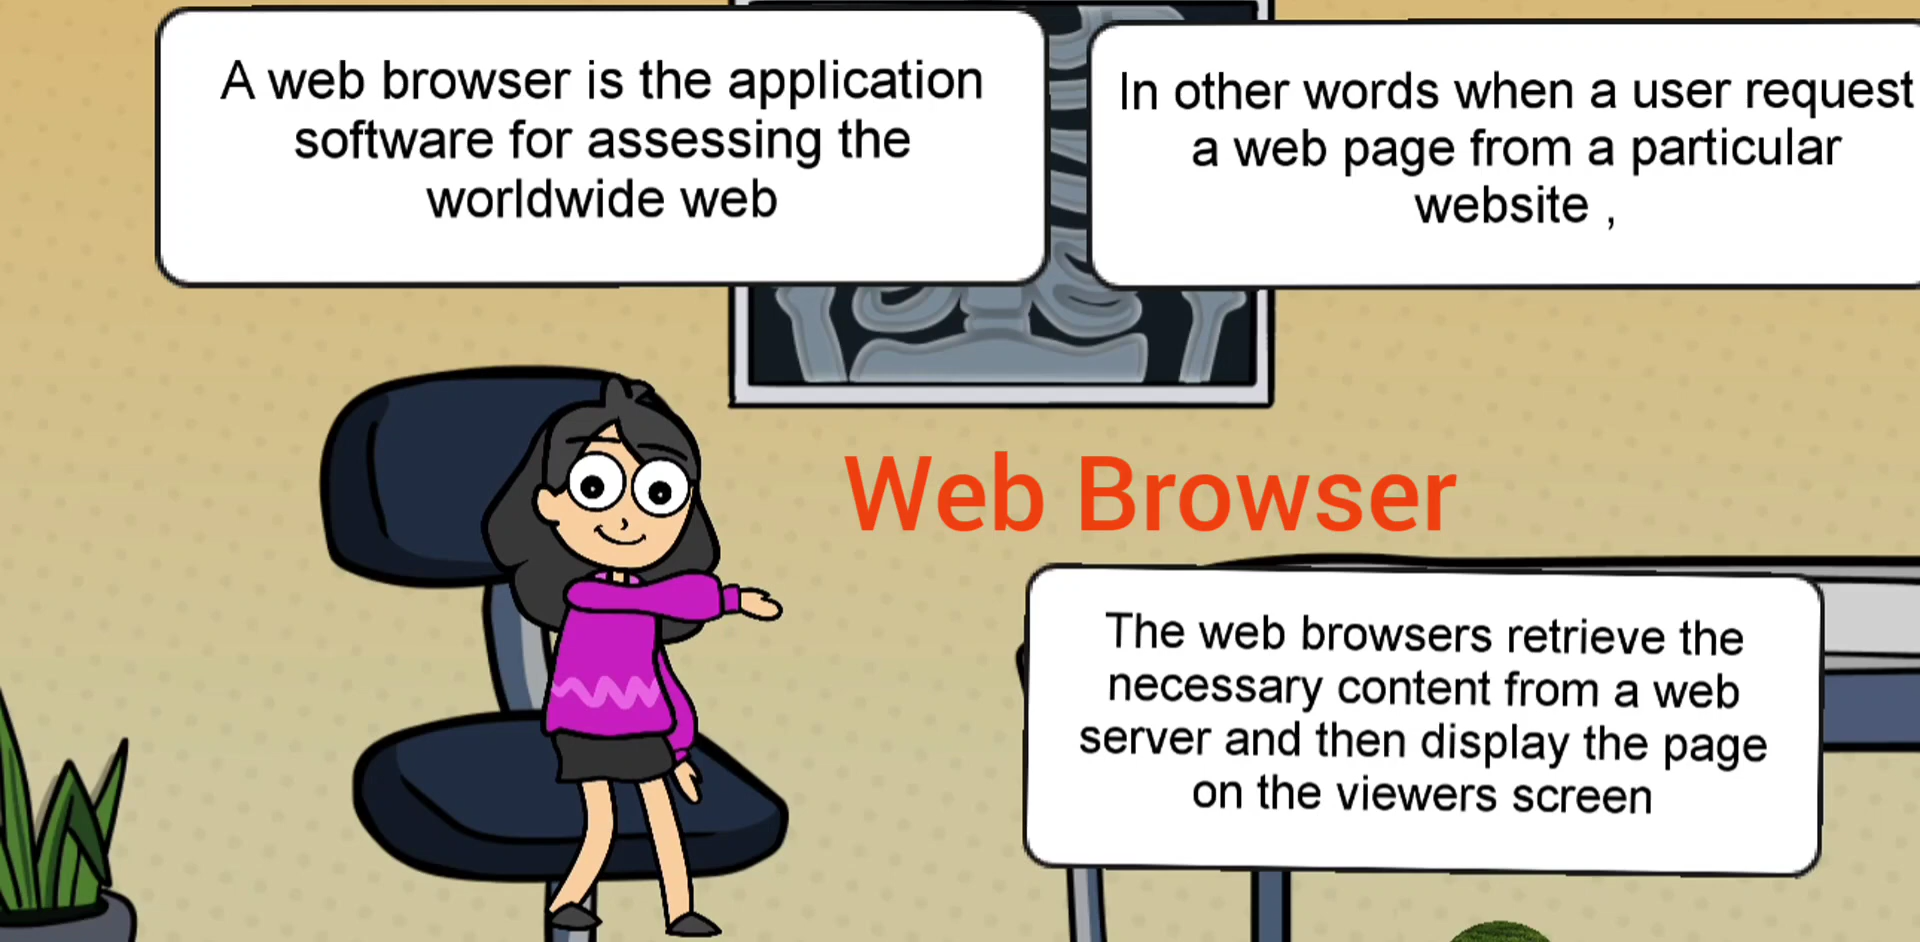 A web browser is the application
software for assessing the
worldwide web
In other words when a user request
a web page from a particular
website ,
Web Browser
The web browsers retrieve the
necessary content from a web
server and then display the page
on the viewers screen